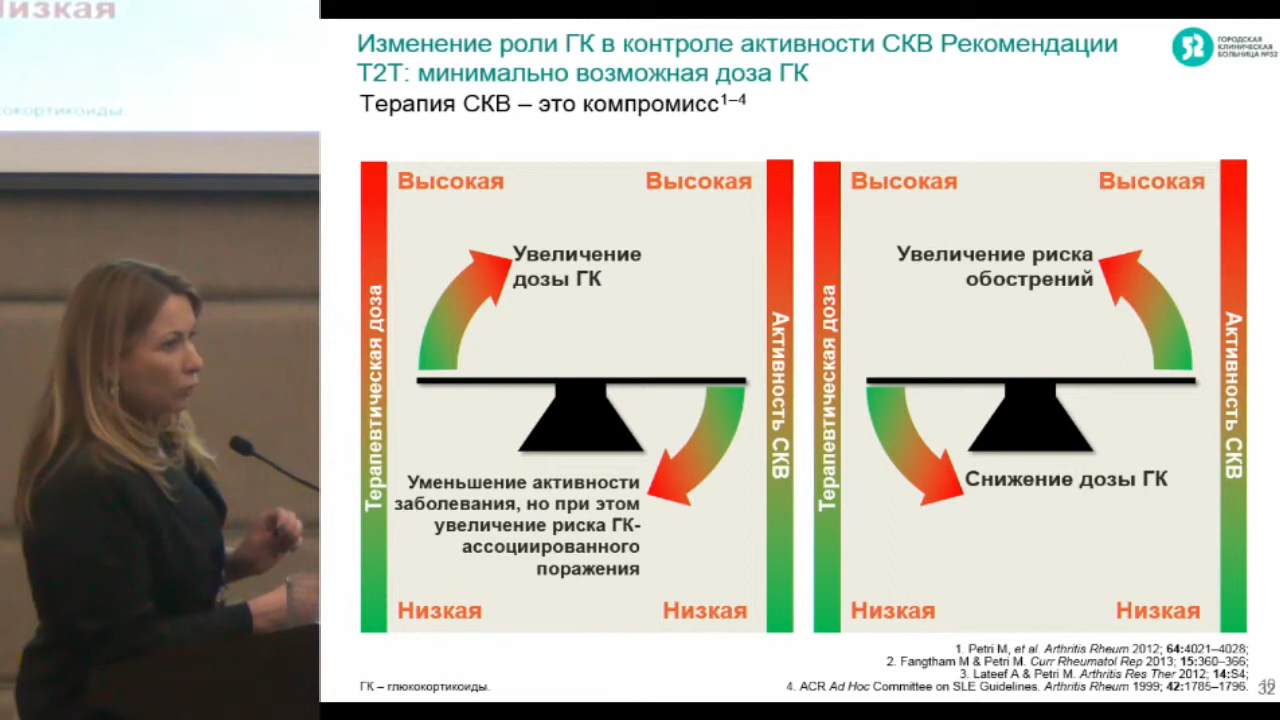 Низкая
Изменение роли ГК в контроле активности СКВ Рекомендации
Т2Т: минимально возможная доза ГК
Терапия СКВ – это компромисс1–4
52
ГОРОДСКАЯ
КЛИНИЧЕСКАЯ
БОЛЬНИЦА №52
Высокая
Высокая
Увеличение
дозы ГК
Терапевтическая доза
Активность СКВ
Уменьшение активности
заболевания, но при этом
увеличение риска ГК-
ассоциированного
поражения
Низкая
Низкая
Высокая
Высокая
Увеличение риска
обострений
Терапевтическая доза
Активность СКВ
Снижение дозы ГК
Низкая
Низкая
1. Petri M, et al. Arthritis Rheum 2012; 64:4021–4028;
2. Fangtham M & Petri M. Curr Rheumatol Rep 2013; 15:360–366;
3. Lateef A & Petri M. Arthritis Res Ther 2012; 14:S4;
4. ACR Ad Hoc Committee on SLE Guidelines. Arthritis Rheum 1999; 42:1785–1796.
ГК – глюкокортикоиды.
32